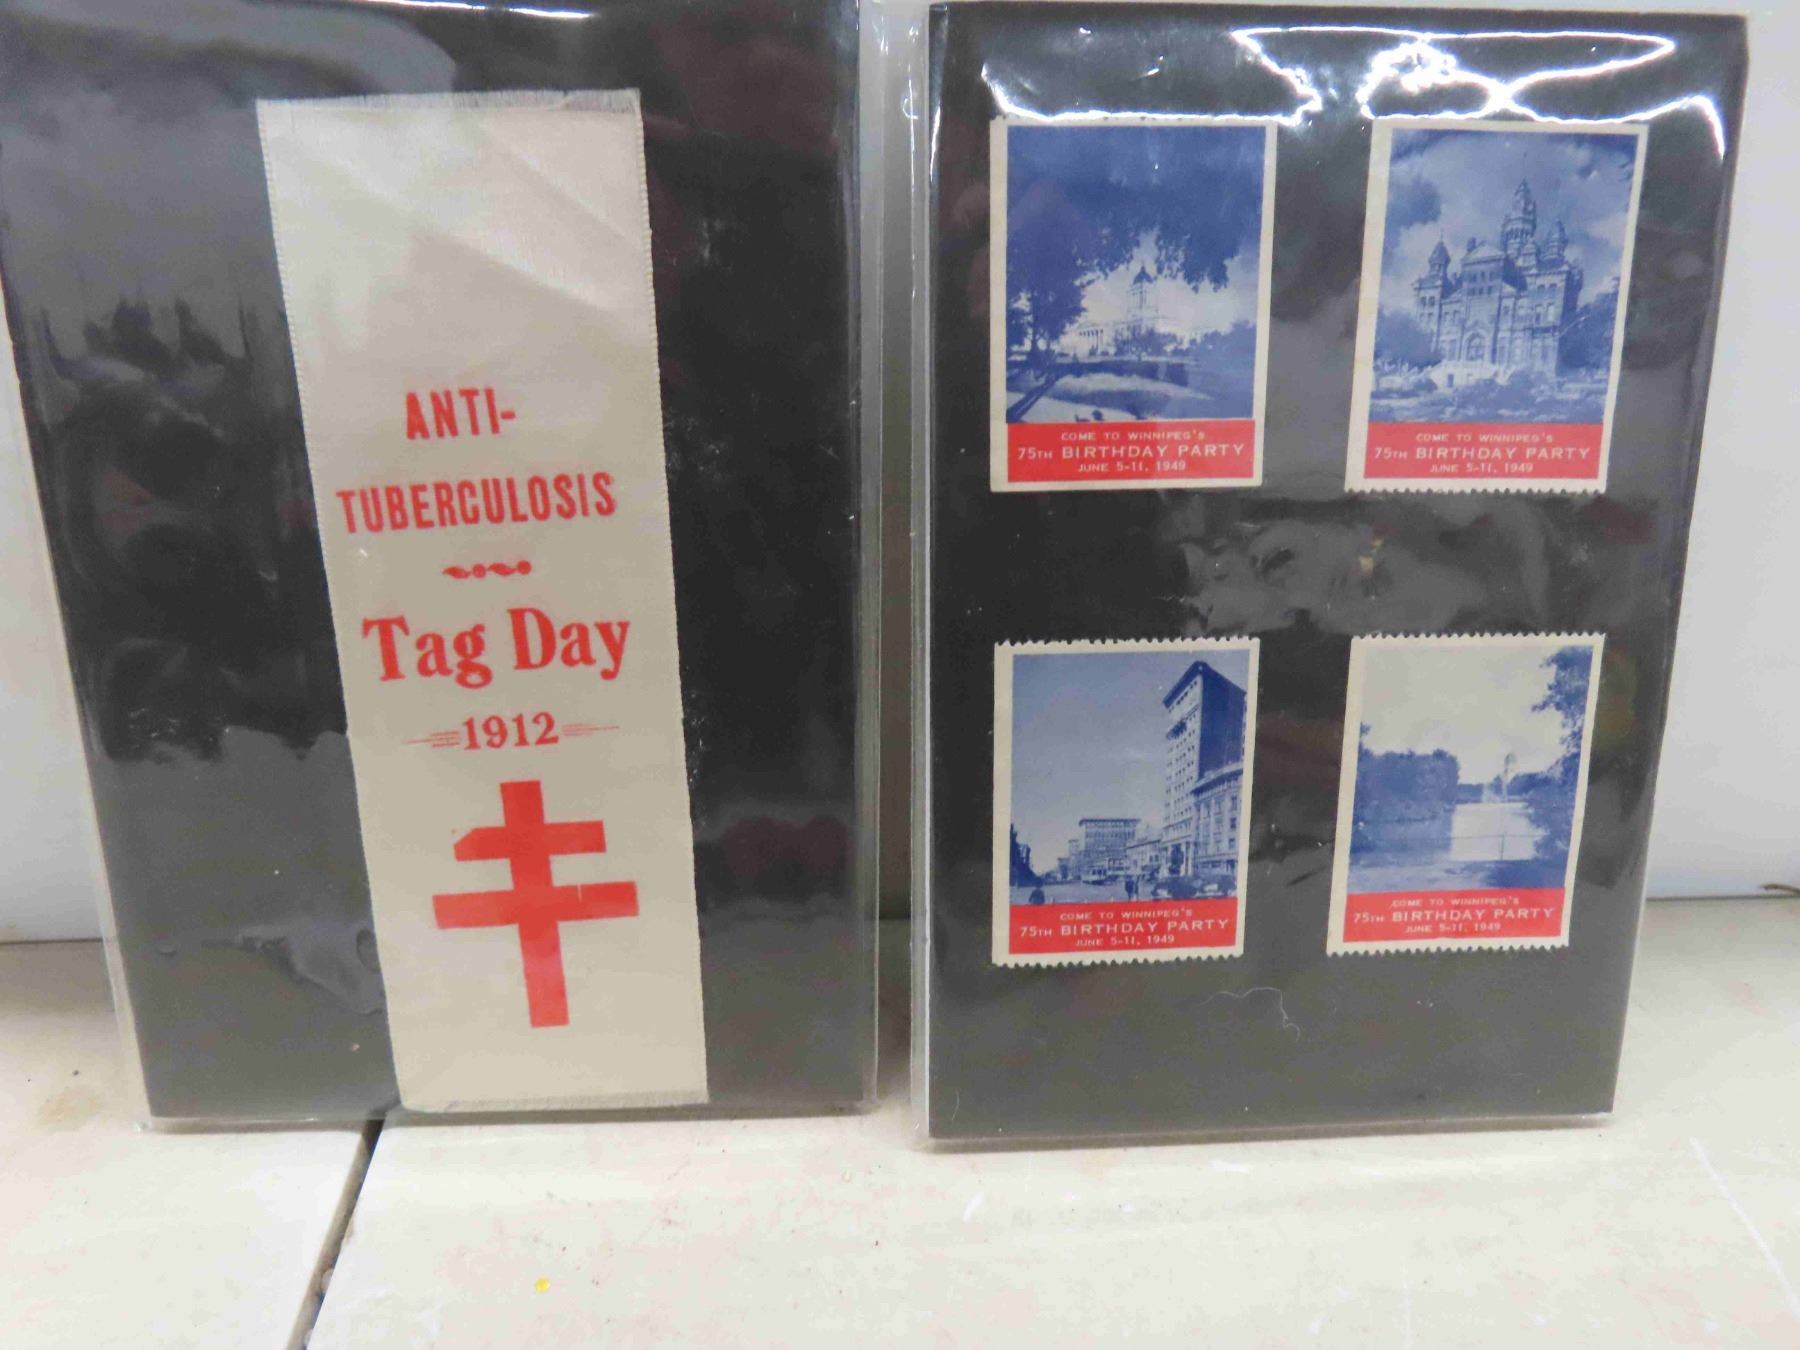 ANTI-
TUBERCULOSIS
Tag Day
1912
COME TO WINNIPEG'S
75TH BIRTHDAY PARTY
JUNE 5-11, 1949
COME TO WINNIPEG'S
75TH BIRTHDAY PARTY
JUNE 5-11, 1949
COME TO WINNIPEG'S
75TH BIRTHDAY PARTY
JUNE 5-11, 1949
COME TO WINNIPEG'S
75TH BIRTHDAY PARTY
JUNE 5-11, 1949